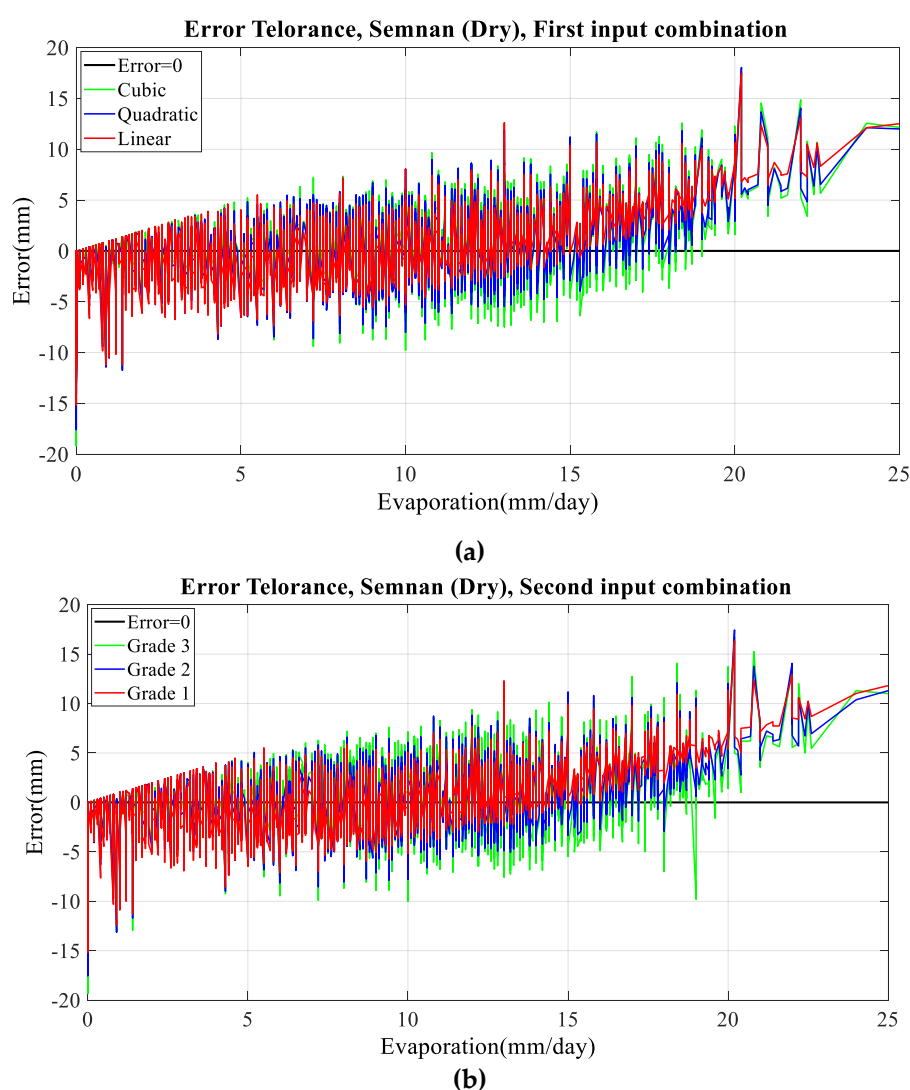 Error Telorance, Semnan (Dry), First input combination
20
15
10
5
0
-5
-10
-15
-20
Error(mm)
Error=0
Cubic
Quadratic
Linear
0 5 10 15 20 25
Evaporation(mm/day)
(a)
Error Telorance, Semnan (Dry), Second input combination
20
15
10
5
0
-5
-10
-15
-20
Error(mm)
Error=0
Grade 3
Grade 2
Grade 1
0 5 10 15 20 25
Evaporation(mm/day)
(b)